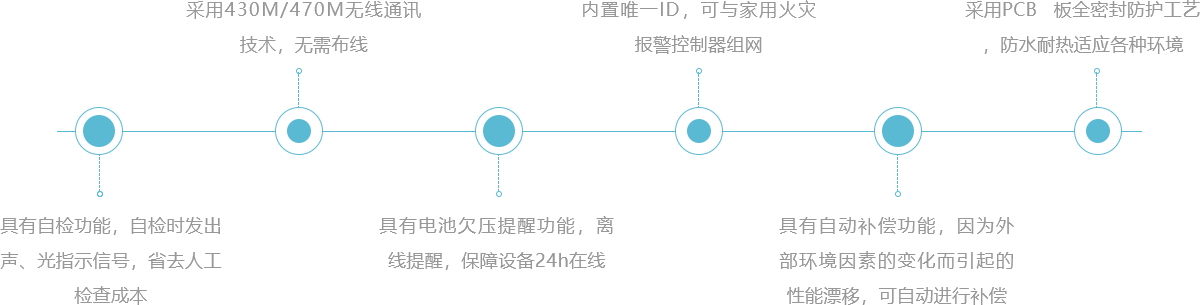 采用430M/470M无线通讯
技术，无需布线
内置唯一ID，可与家用火灾
报警控制器组网
采用PCB 板全密封防护工艺
，防水耐热适应各种环境
具有自检功能，自检时发出
声、光指示信号，省去人工
检查成本
具有电池欠压提醒功能，离
线提醒，保障设备24h在线
具有自动补偿功能，因为外
部环境因素的变化而引起的
性能漂移，可自动进行补偿